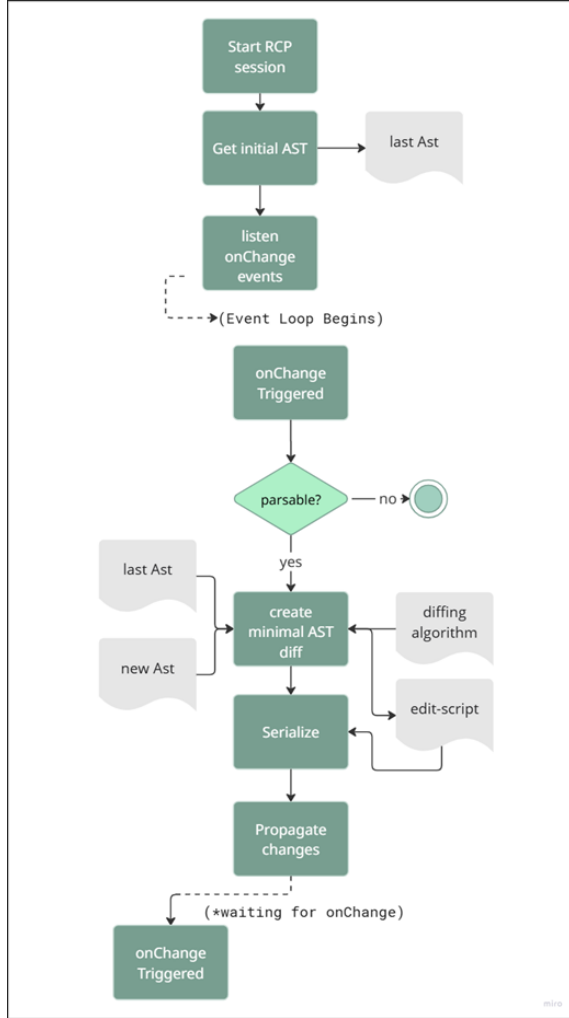 Start RCP
session
Get initial AST
last Ast
listen
onChange
events
(Event Loop Begins)
onChange
Triggered
parsable?
no
yes
last Ast
create
minimal AST
diff
diffing
algorithm
new Ast
edit-script
Serialize
Propagate
changes
(*waiting for onChange)
onChange
Triggered
miro